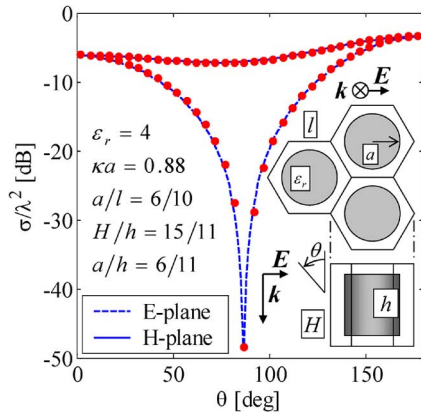 0
-10
-20
-30
-40
-50
σ/λ² [dB]
ε_r = 4
κa = 0.88
a/l = 6/10
H/h = 15/11
a/h = 6/11
E-plane
H-plane
k E
l
a
ε_r
θ
E
k
H
h
0 50 100 150
θ [deg]